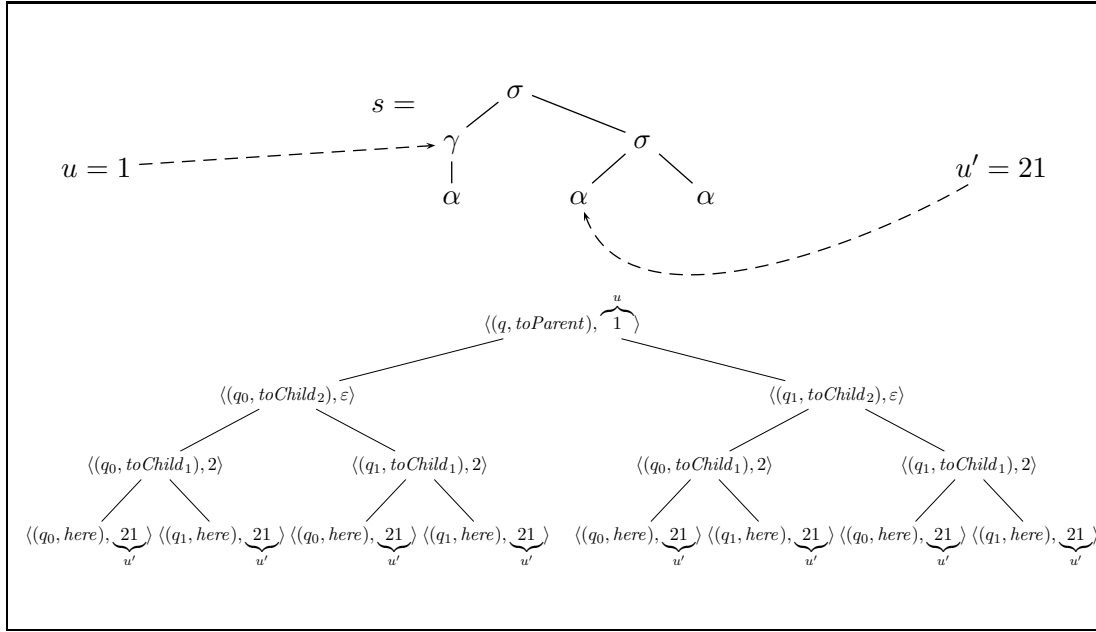 σ
s =
γ σ
u = 1 u′ = 21
α α α
u
⟨(q, toParent), 1 ⟩
⟨(q₀, toChild₂), ε⟩ ⟨(q₁, toChild₂), ε⟩
⟨(q₀, toChild₁), 2⟩ ⟨(q₁, toChild₁), 2⟩ ⟨(q₀, toChild₁), 2⟩ ⟨(q₁, toChild₁), 2⟩
⟨(q₀, here), 21 ⟩ ⟨(q₁, here), 21 ⟩ ⟨(q₀, here), 21 ⟩ ⟨(q₁, here), 21 ⟩ ⟨(q₀, here), 21 ⟩ ⟨(q₁, here), 21 ⟩ ⟨(q₀, here), 21 ⟩ ⟨(q₁, here), 21 ⟩
u′ u′ u′ u′ u′ u′ u′ u′